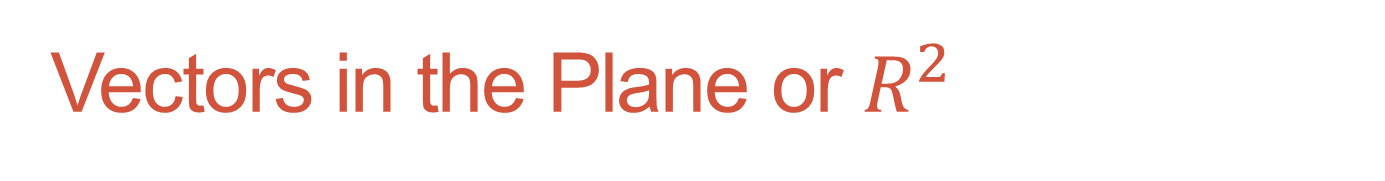 Vectors in the Plane or R²